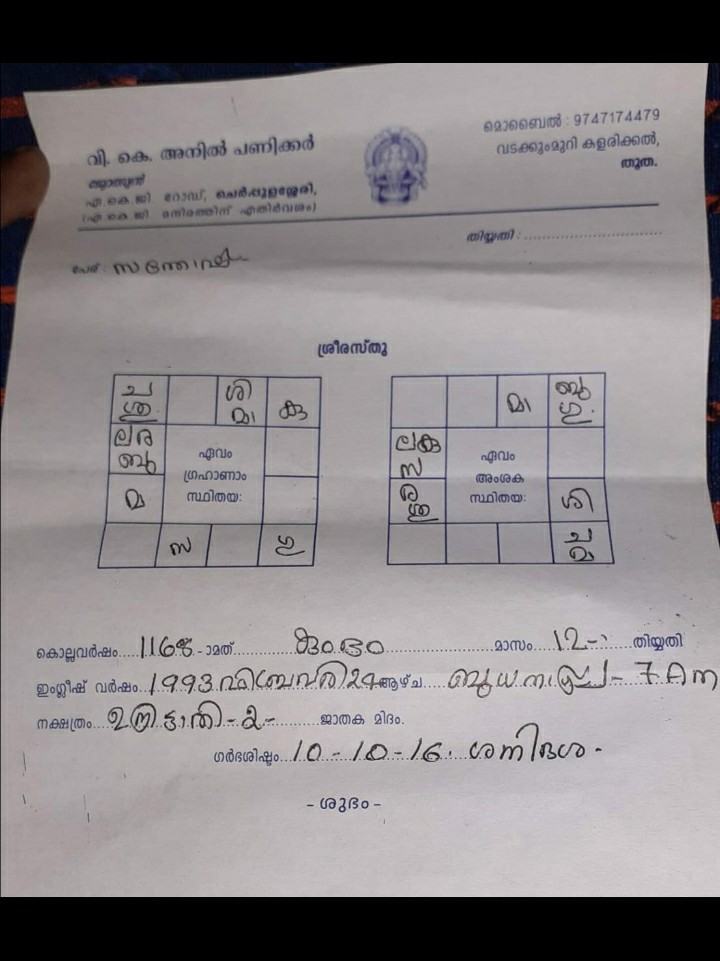 വി. കെ. അനിൽ പണിക്കർ
ജ്യോത്സ്യൻ
എ.കെ.ജി. റോഡ്, ചെർപ്പുളശ്ശേരി,
(എ.കെ.ജി. മന്ദിരത്തിന് എതിർവശം)
മൊബൈൽ : 9747174479
വടക്കുംമുറി കളരിക്കൽ,
തൂത.
തിയ്യതി :
പേര് : സന്തോഷ്
ശ്രീരസ്തു
ച ശു ശി മാ കു
ല ര ബു
മ
സ ഗു
ഏവം
ഗ്രഹാണാം
സ്ഥിതയ:
മാ ബു ഗു
ല കു സ
ര ശു ശി
ച മ
ഏവം
അംശക
സ്ഥിതയ:
കൊല്ലവർഷം 1168-ാമത് കുംഭം മാസം 12- തിയ്യതി
ഇംഗ്ലീഷ് വർഷം 1993 ഫിബ്രവരി 24 ആഴ്ച ബുധനാഴ്ച - 7 Am
നക്ഷത്രം ഉത്രട്ടാതി - 2 - ജാതക മിദം.
ഗർഭശിഷ്ടം 10 - 10 - 16. ശനിദശ -
- ശുഭം -